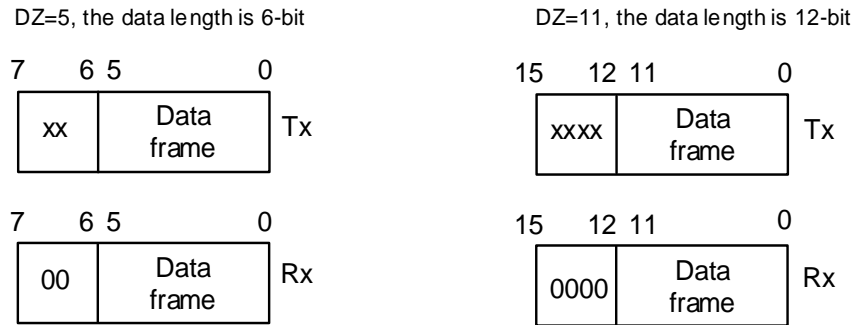 DZ=5, the data length is 6-bit
DZ=11, the data length is 12-bit
7 6 5 0
xx Data frame Tx
7 6 5 0
00 Data frame Rx
15 12 11 0
xxxx Data frame Tx
15 12 11 0
0000 Data frame Rx